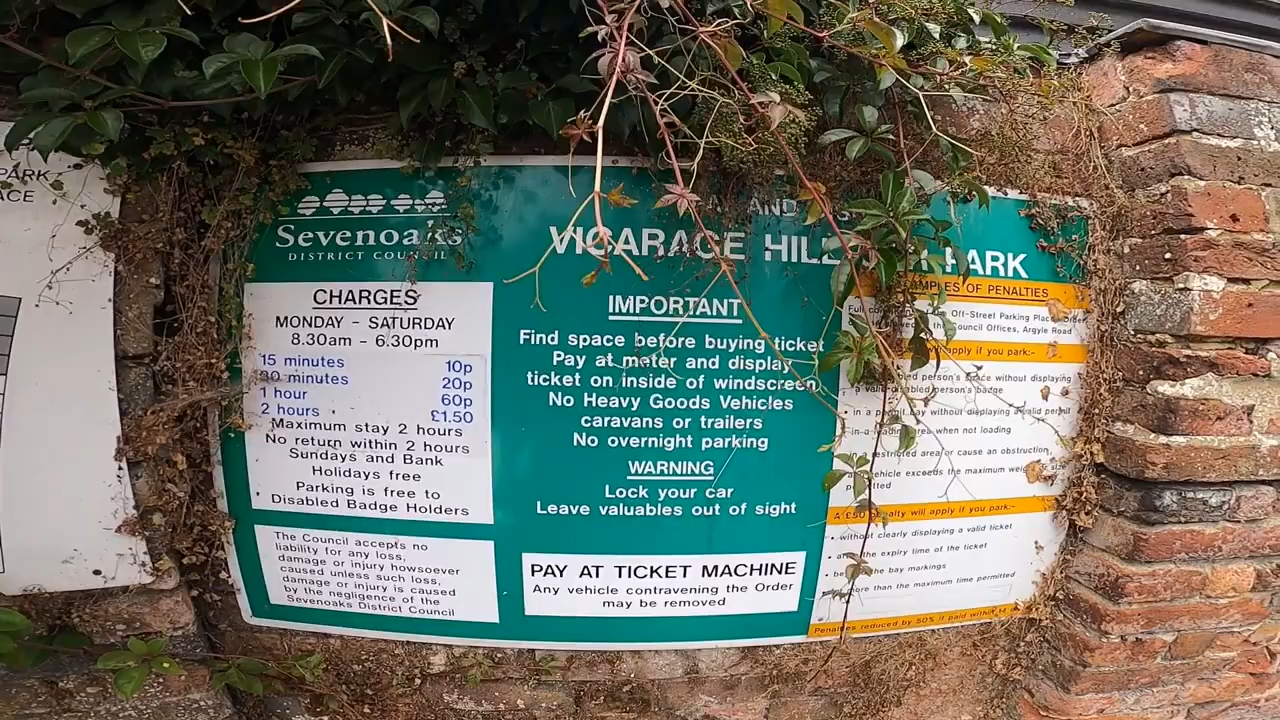 PARK
ACE
Sevenoaks
DISTRICT COUNCIL
AND
VICARAGE HILL PARK
CHARGES
MONDAY - SATURDAY
8.30am - 6.30pm
15 minutes 10p
30 minutes 20p
1 hour 60p
2 hours £1.50
Maximum stay 2 hours
No return within 2 hours
Sundays and Bank
Holidays free
Parking is free to
Disabled Badge Holders
The Council accepts no
liability for any loss,
damage or injury howsoever
caused unless such loss,
damage or injury is caused
by the negligence of the
Sevenoaks District Council
IMPORTANT
Find space before buying ticket
Pay at meter and display
ticket on inside of windscreen
No Heavy Goods Vehicles
caravans or trailers
No overnight parking
WARNING
Lock your car
Leave valuables out of sight
PAY AT TICKET MACHINE
Any vehicle contravening the Order
may be removed
OF PENALTIES
Off-Street Parking Places Order
the Council Offices, Argyle Road
apply if you park:-
person's space without displaying
a valid disabled person's badge
• in a permit bay without displaying a valid permit
• in a loading area when not loading
restricted area or cause an obstruction
vehicle exceeds the maximum weight or size
permitted
A £50 penalty will apply if you park:-
• without clearly displaying a valid ticket
the expiry time of the ticket
the bay markings
more than the maximum time permitted
Penalties reduced by 50% if paid within 14